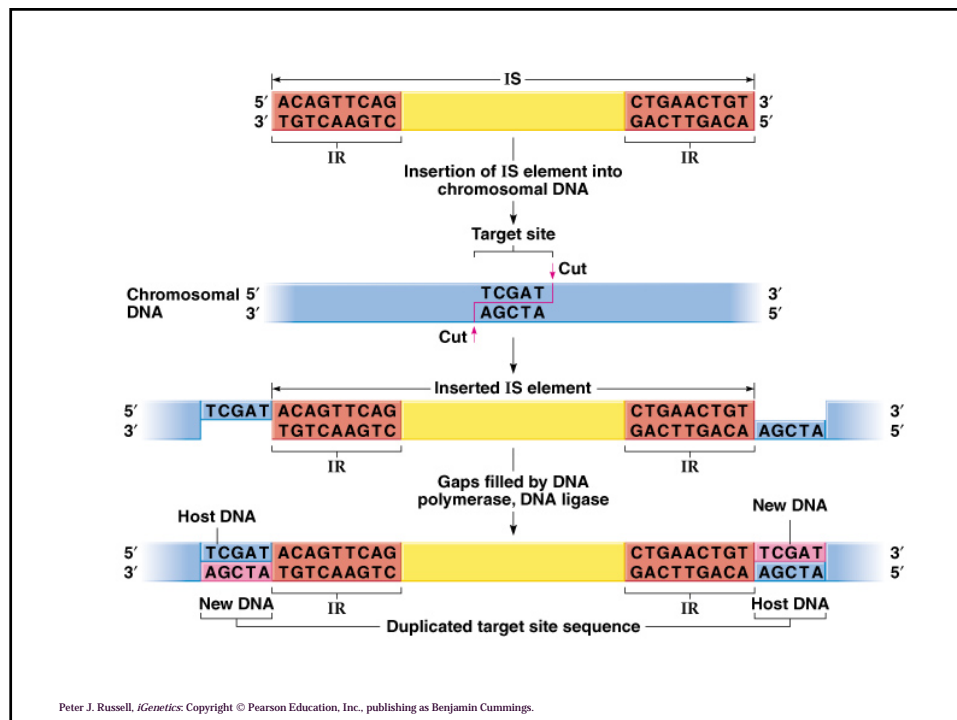 IS
5′ ACAGTTCAG CTGAACTGT 3′
3′ TGTCAAGTC GACTTGACA 5′
IR IR
Insertion of IS element into
chromosomal DNA
Target site
Cut
Chromosomal 5′ TCGAT 3′
DNA 3′ AGCTA 5′
Cut
Inserted IS element
5′ TCGAT ACAGTTCAG CTGAACTGT 3′
3′ TGTCAAGTC GACTTGACA AGCTA 5′
IR IR
Gaps filled by DNA
polymerase, DNA ligase
Host DNA New DNA
5′ TCGAT ACAGTTCAG CTGAACTGT TCGAT 3′
3′ AGCTA TGTCAAGTC GACTTGACA AGCTA 5′
New DNA IR IR Host DNA
Duplicated target site sequence
Peter J. Russell, iGenetics: Copyright © Pearson Education, Inc., publishing as Benjamin Cummings.